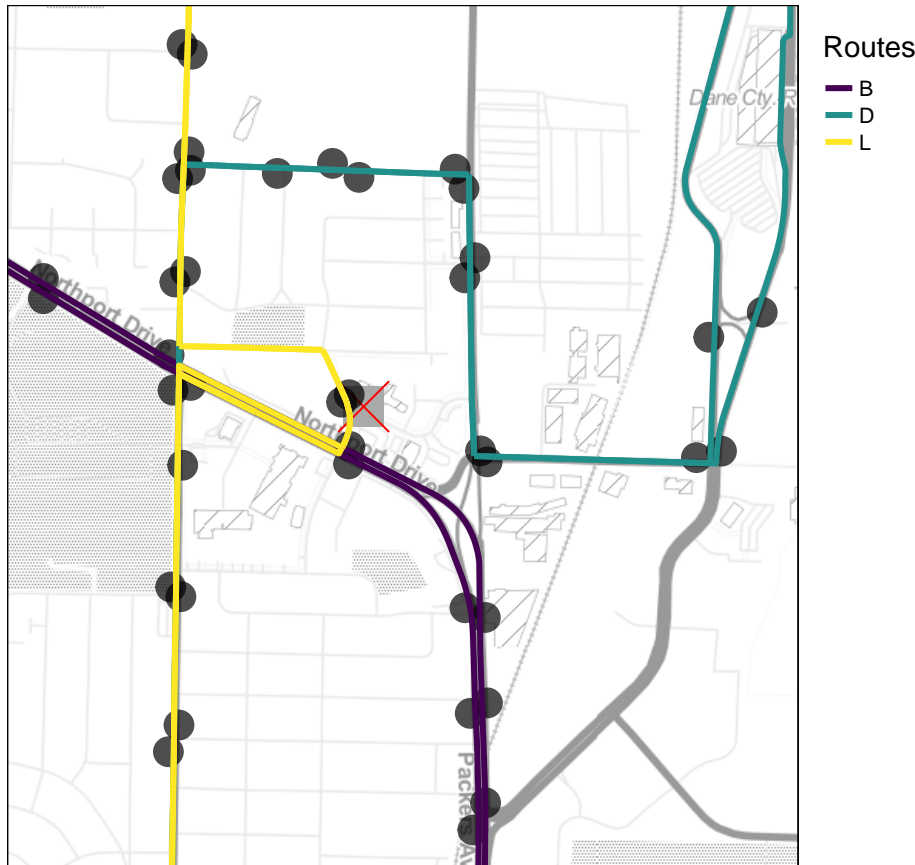 Routes
B
D
L
Dane Cty. R
Northport Drive
Northport Drive
Packers Av